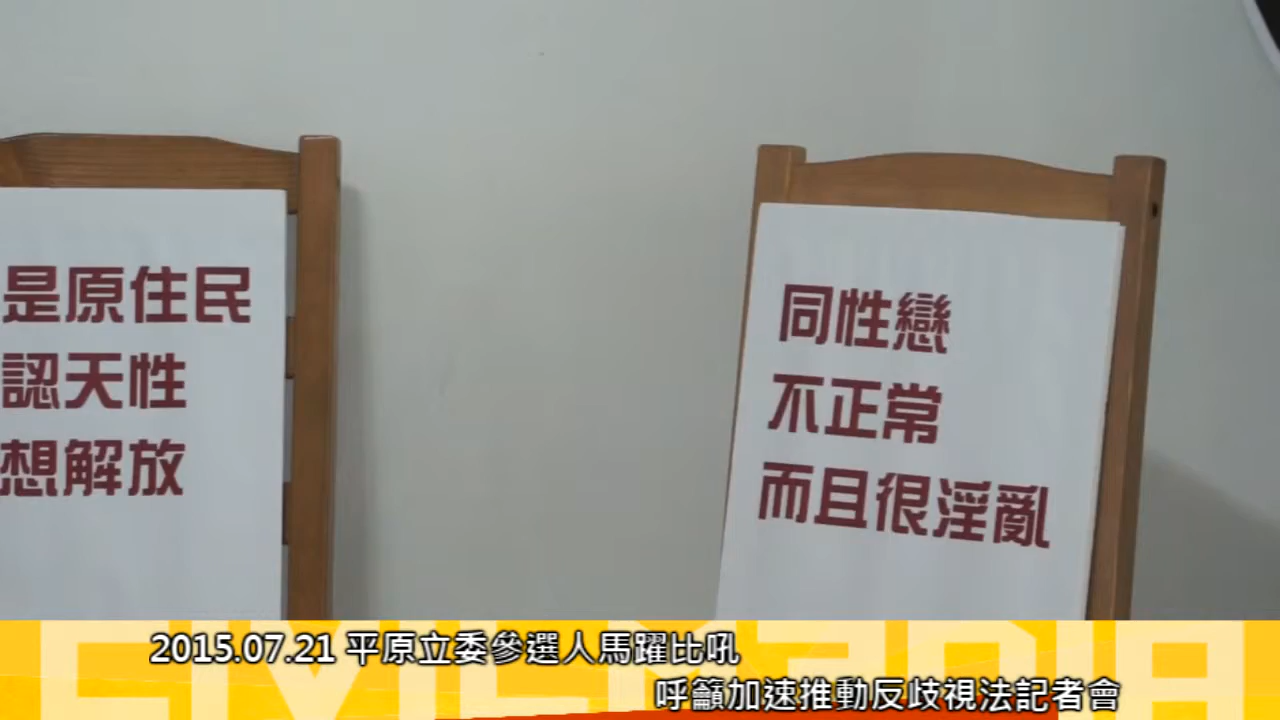 是原住民
認天性
想解放
同性戀
不正常
而且很淫亂
2015.07.21 平原立委參選人馬躍比吼
呼籲加速推動反歧視法記者會